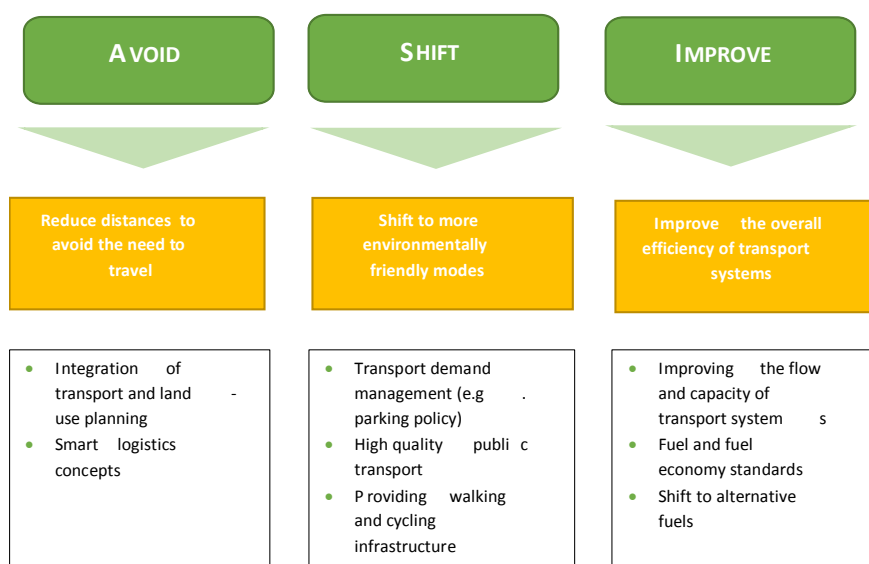 AVOID
Reduce distances to
avoid the need to
travel
• Integration of
transport and land -
use planning
• Smart logistics
concepts
SHIFT
Shift to more
environmentally
friendly modes
• Transport demand
management (e.g .
parking policy)
• High quality publi c
transport
• P roviding walking
and cycling
infrastructure
IMPROVE
Improve the overall
efficiency of transport
systems
• Improving the flow
and capacity of
transport system s
• Fuel and fuel
economy standards
• Shift to alternative
fuels